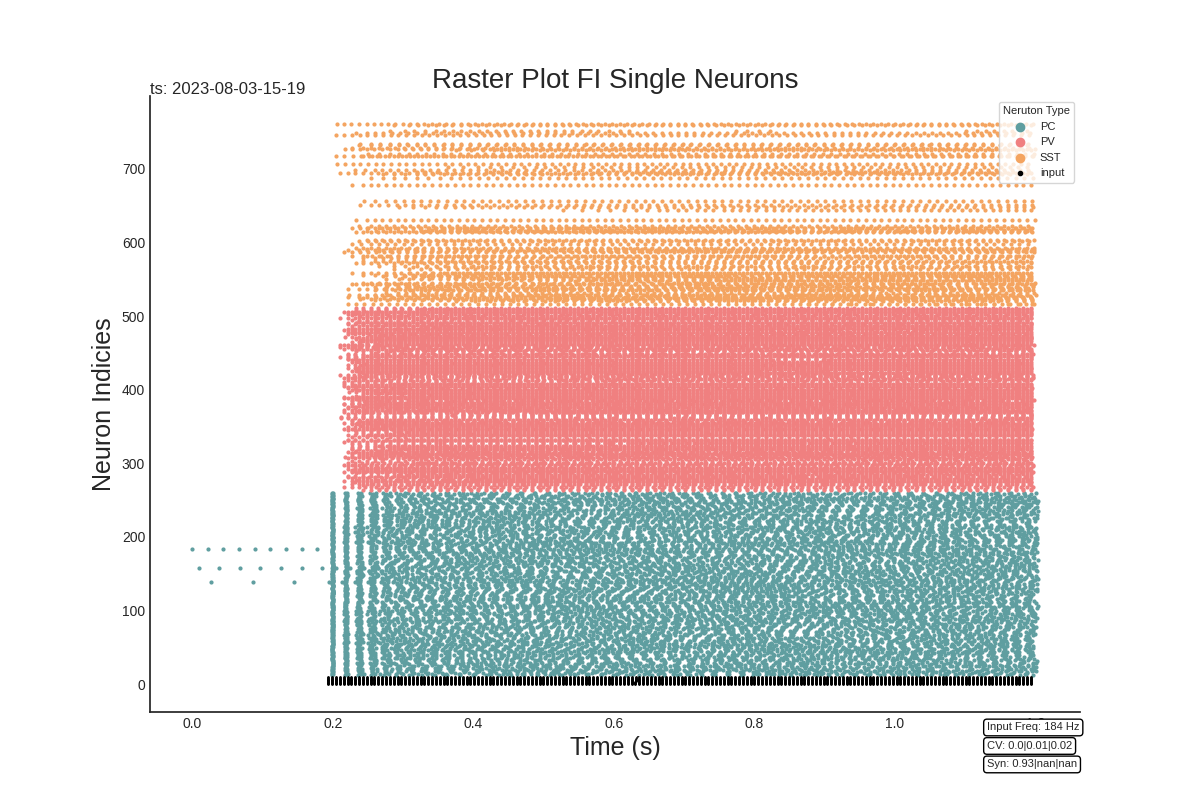 Raster Plot FI Single Neurons
ts: 2023-08-03-15-19
Neruton Type
PC
PV
SST
input
Neuron Indicies
700
600
500
400
300
200
100
0
0.0 0.2 0.4 0.6 0.8 1.0
Time (s)
Input Freq: 184 Hz
CV: 0.0|0.01|0.02
Syn: 0.93|nan|nan